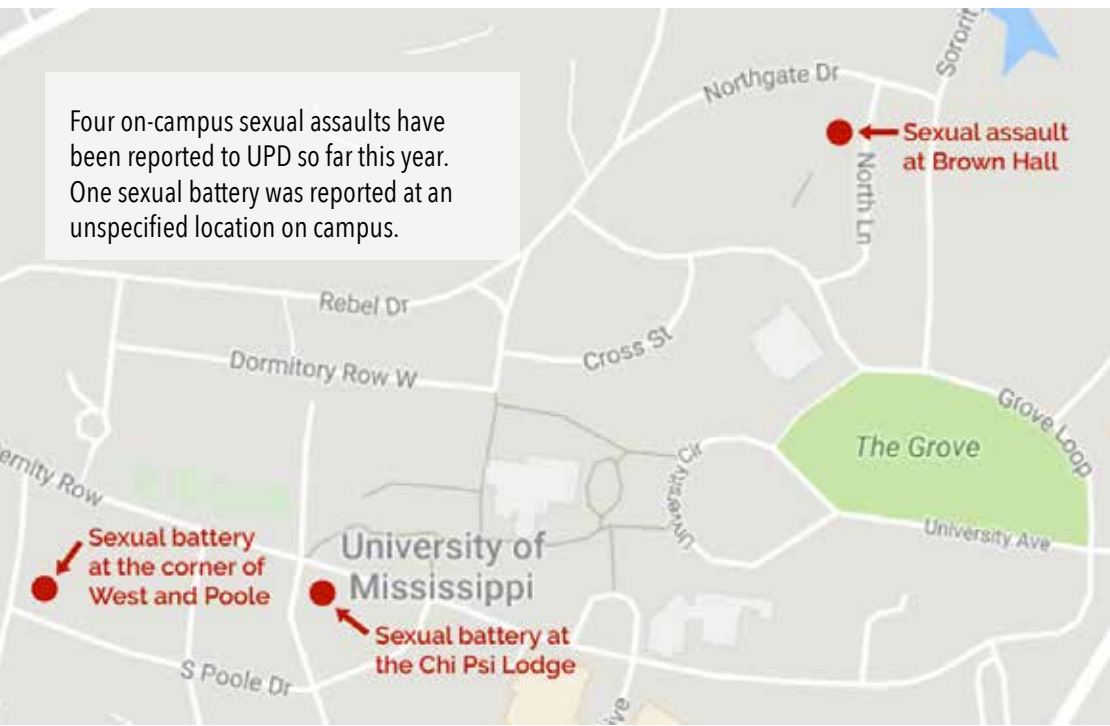 Sorority
Northgate Dr
Four on-campus sexual assaults have
been reported to UPD so far this year.
One sexual battery was reported at an
unspecified location on campus.
Sexual assault
at Brown Hall
North Ln
Rebel Dr
Cross St
Dormitory Row W
Grove Loop
The Grove
ernity Row
University Cir
University Ave
Sexual battery
at the corner of
West and Poole
University of
Mississippi
Sexual battery at
the Chi Psi Lodge
S Poole Dr
ive